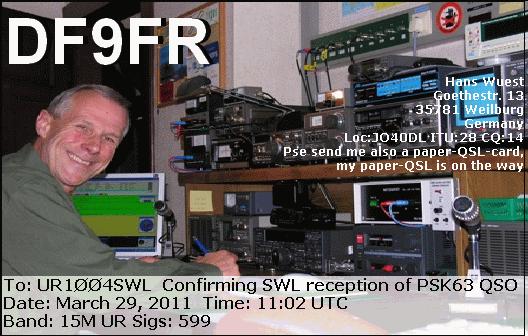 DF9FR
Hans Wuest
Goethestr. 13
35781 Weilburg
Germany
Loc:JO40DL ITU:28 CQ:14
Pse send me also a paper-QSL-card,
my paper-QSL is on the way
To: UR1ØØ4SWL Confirming SWL reception of PSK63 QSO
Date: March 29, 2011 Time: 11:02 UTC
Band: 15M UR Sigs: 599